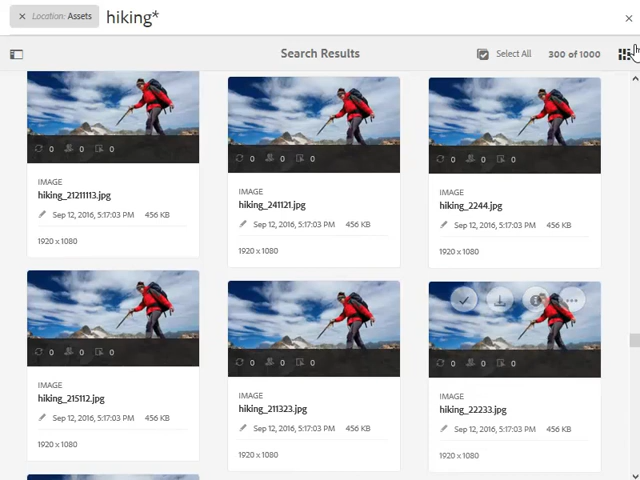 × Location: Assets hiking* ×
Search Results Select All 300 of 1000
0 0 0
0 0 0
0 0 0
IMAGE
hiking_21211113.jpg
Sep 12, 2016, 5:17:03 PM 456 KB
1920 x 1080
IMAGE
hiking_241121.jpg
Sep 12, 2016, 5:17:03 PM 456 KB
1920 x 1080
IMAGE
hiking_2244.jpg
Sep 12, 2016, 5:17:03 PM 456 KB
1920 x 1080
0 0 0
0 0 0
0 0 0
IMAGE
hiking_215112.jpg
Sep 12, 2016, 5:17:03 PM 456 KB
1920 x 1080
IMAGE
hiking_211323.jpg
Sep 12, 2016, 5:17:03 PM 456 KB
1920 x 1080
IMAGE
hiking_22233.jpg
Sep 12, 2016, 5:17:03 PM 456 KB
1920 x 1080